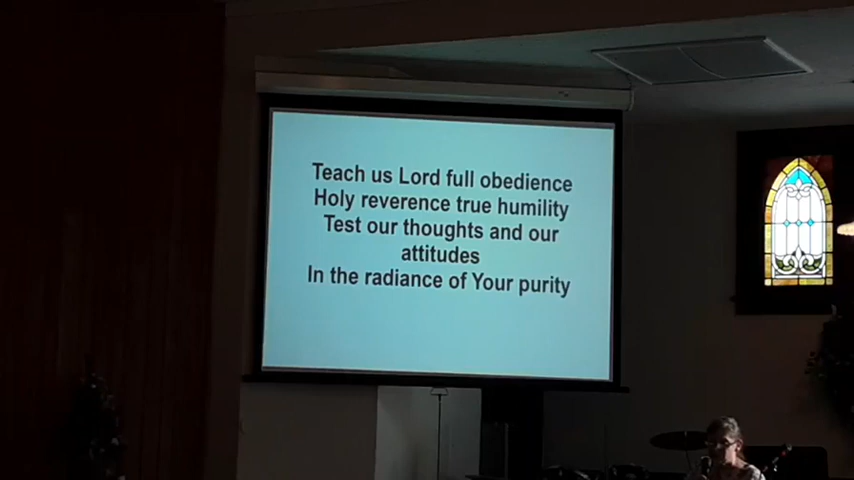 Teach us Lord full obedience
Holy reverence true humility
Test our thoughts and our
attitudes
In the radiance of Your purity